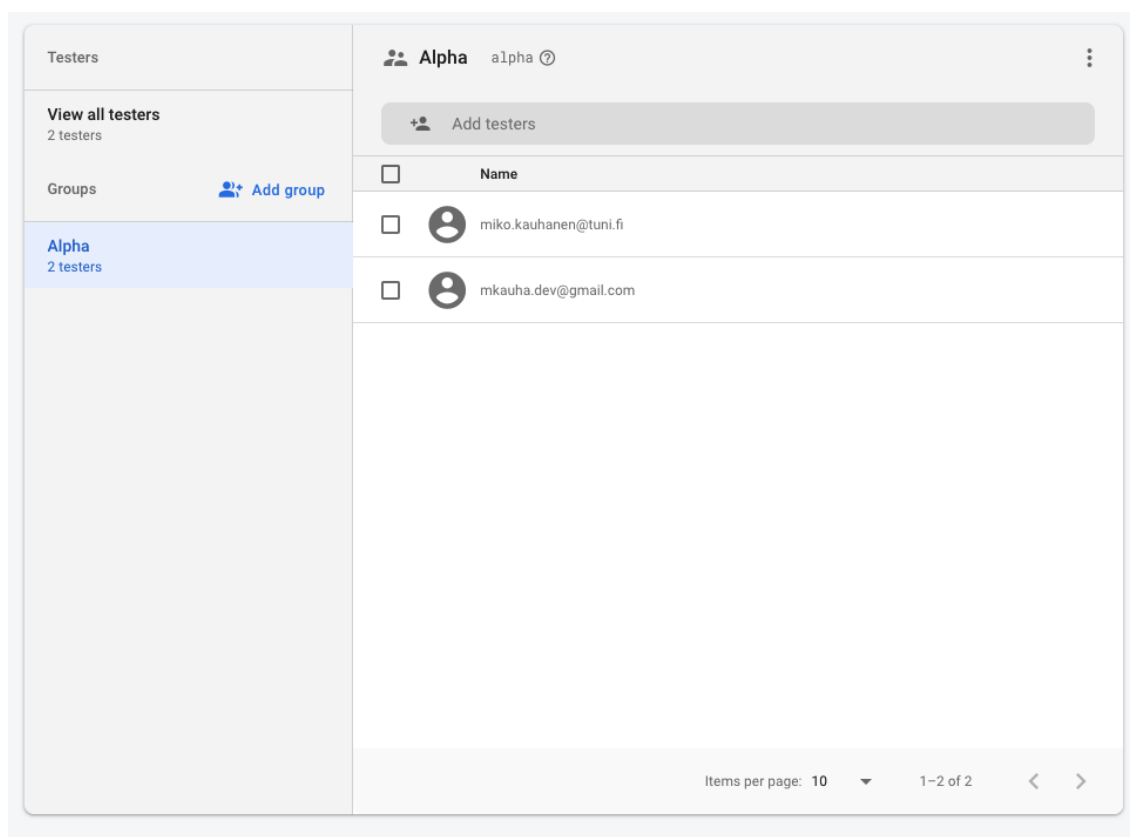 Testers
View all testers
2 testers
Groups
Add group
Alpha
2 testers
Alpha alpha
Add testers
Name
miko.kauhanen@tuni.fi
mkauha.dev@gmail.com
Items per page: 10 1–2 of 2